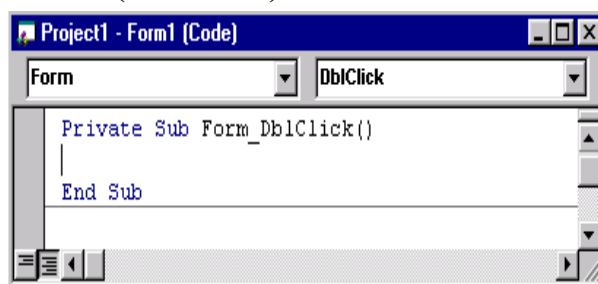 Project1 - Form1 (Code)
Form DblClick
Private Sub Form_DblClick()
End Sub